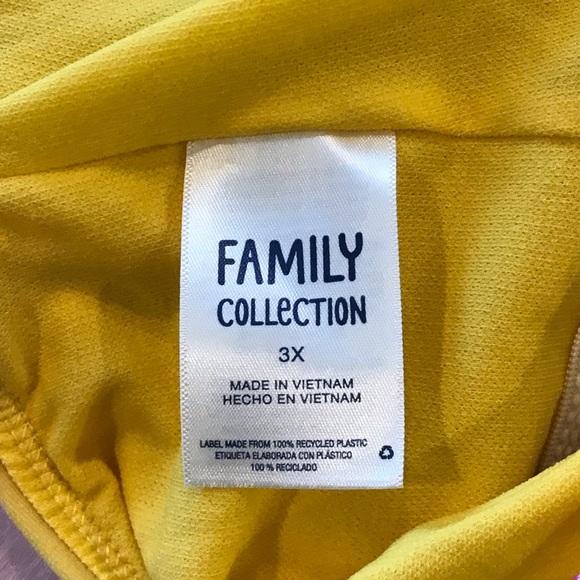 FAMILY
COLLeCTION
3X
MADE IN VIETNAM
HECHO EN VIETNAM
LABEL MADE FROM 100% RECYCLED PLASTIC
ETIQUETA ELABORADA CON PLÁSTICO
100 % RECICLADO